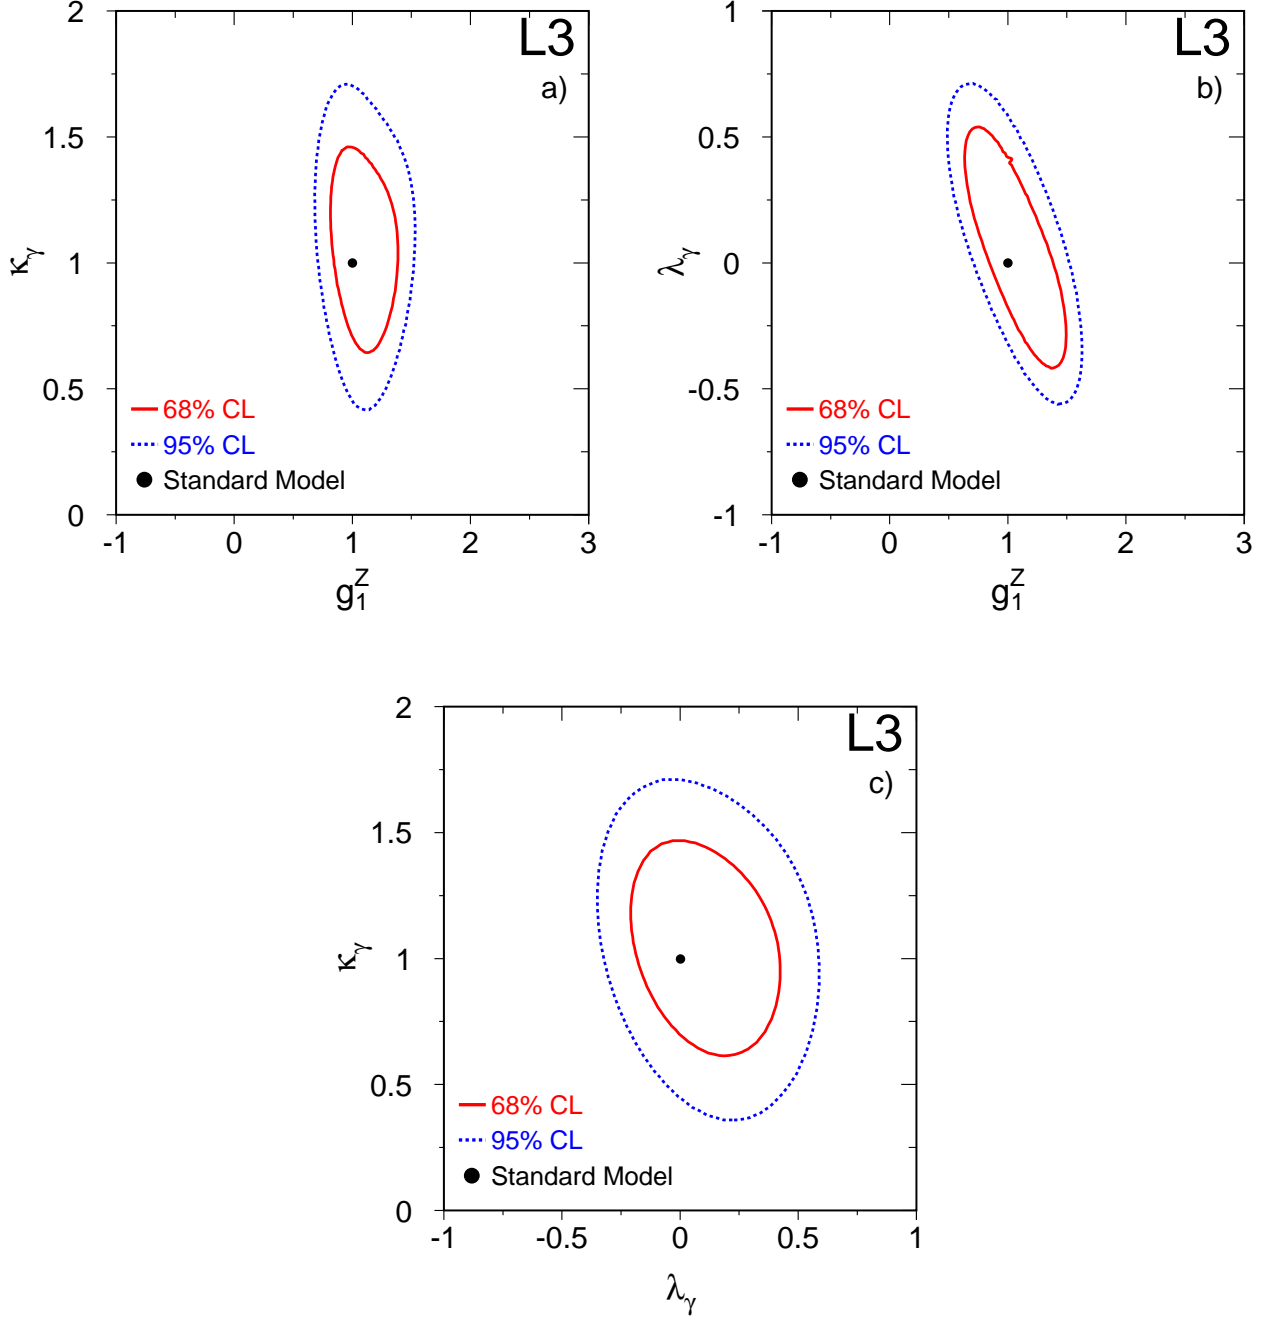 L3
a)
2
1.5
1
0.5
0
κγ
68% CL
95% CL
Standard Model
-1 0 1 2 3
g₁ᶻ
L3
b)
1
0.5
0
-0.5
-1
λγ
68% CL
95% CL
Standard Model
-1 0 1 2 3
g₁ᶻ
L3
c)
2
1.5
1
0.5
0
κγ
68% CL
95% CL
Standard Model
-1 -0.5 0 0.5 1
λγ